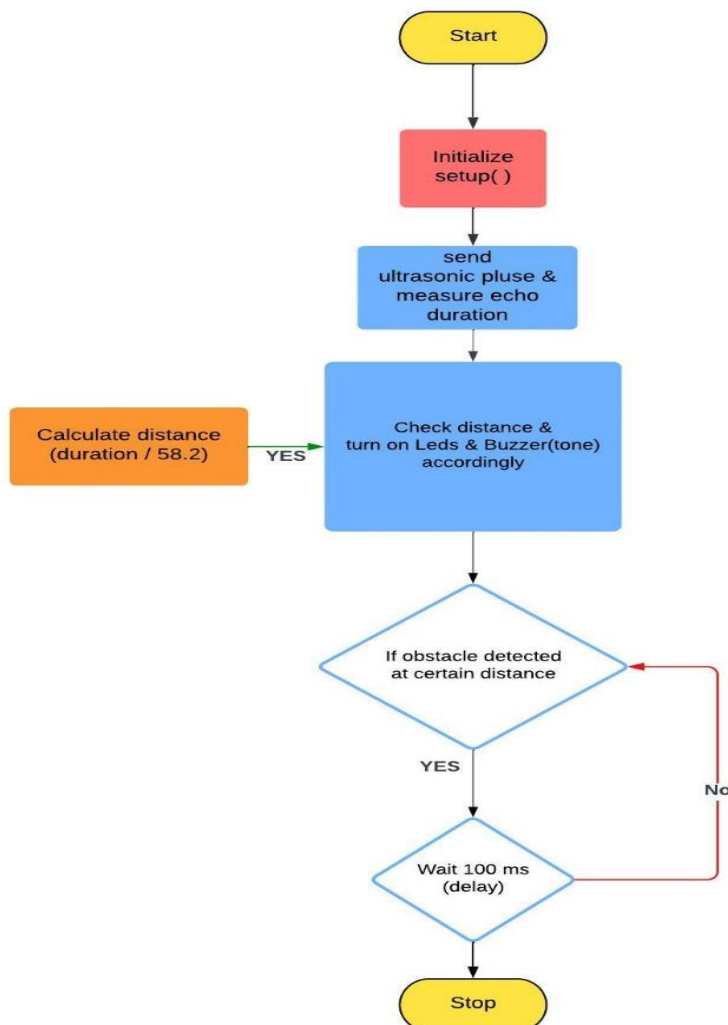 Start
Initialize
setup( )
send
ultrasonic pluse &
measure echo
duration
Calculate distance
(duration / 58.2)
YES
Check distance &
turn on Leds & Buzzer(tone)
accordingly
If obstacle detected
at certain distance
YES
No
Wait 100 ms
(delay)
Stop